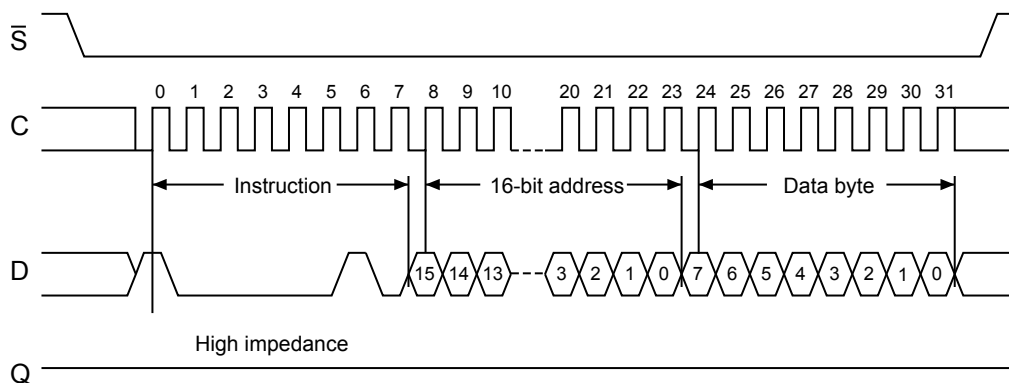 S̅
0 1 2 3 4 5 6 7 8 9 10 20 21 22 23 24 25 26 27 28 29 30 31
C
Instruction 16-bit address Data byte
D
15 14 13 3 2 1 0 7 6 5 4 3 2 1 0
High impedance
Q